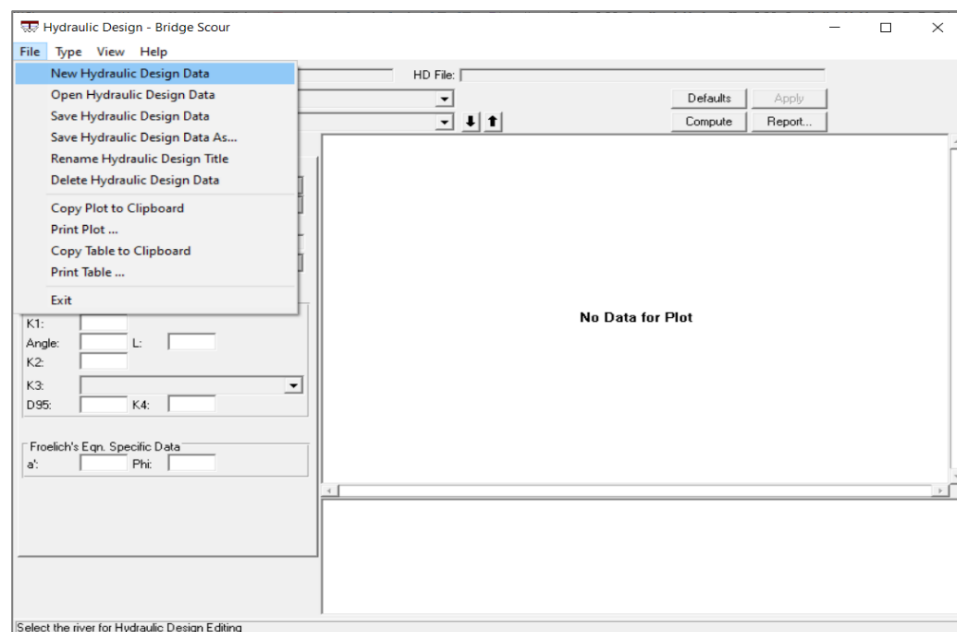 Hydraulic Design - Bridge Scour
File Type View Help
New Hydraulic Design Data
Open Hydraulic Design Data
Save Hydraulic Design Data
Save Hydraulic Design Data As...
Rename Hydraulic Design Title
Delete Hydraulic Design Data
Copy Plot to Clipboard
Print Plot ...
Copy Table to Clipboard
Print Table ...
Exit
HD File:
Defaults Apply
Compute Report...
No Data for Plot
K1:
Angle: L:
K2:
K3:
D95: K4:
Froelich's Eqn. Specific Data
a': Phi:
Select the river for Hydraulic Design Editing